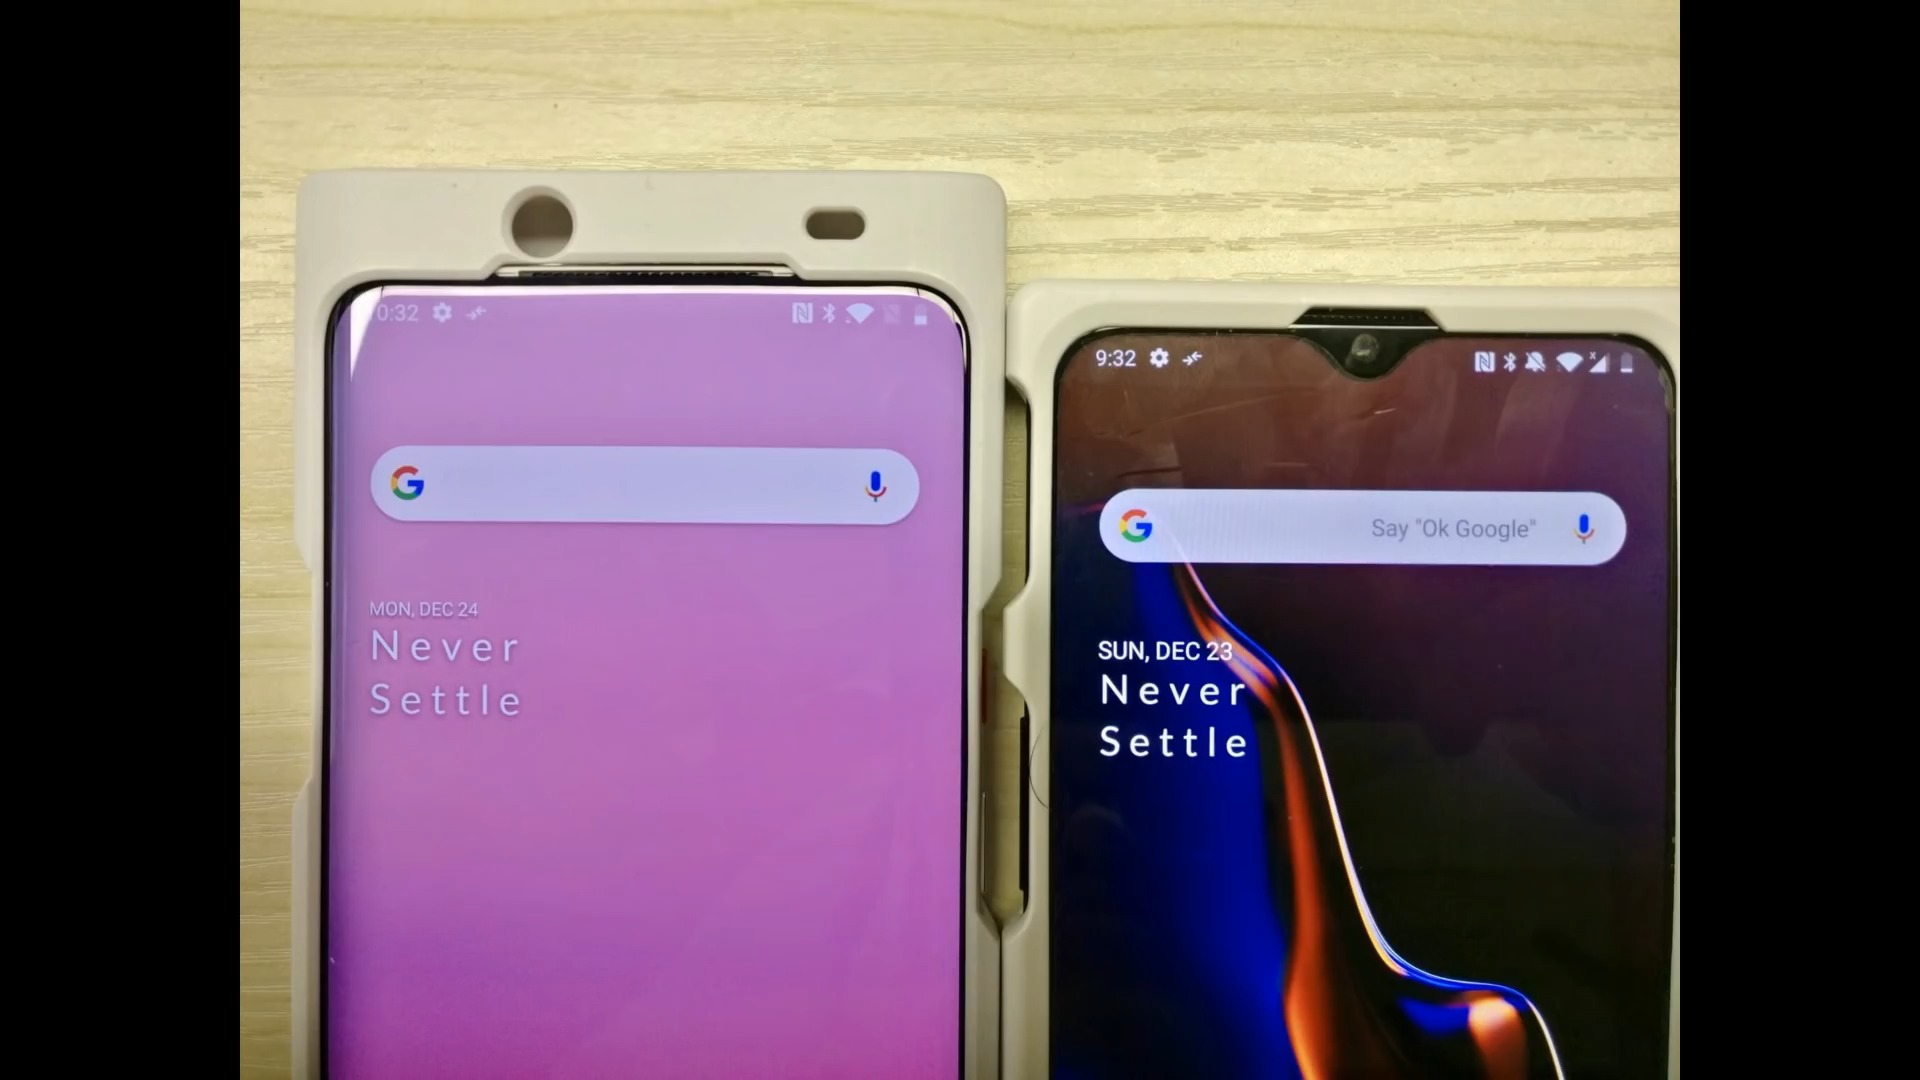 0:32
MON, DEC 24
Never
Settle
9:32
G
Say "Ok Google"
SUN, DEC 23
Never
Settle